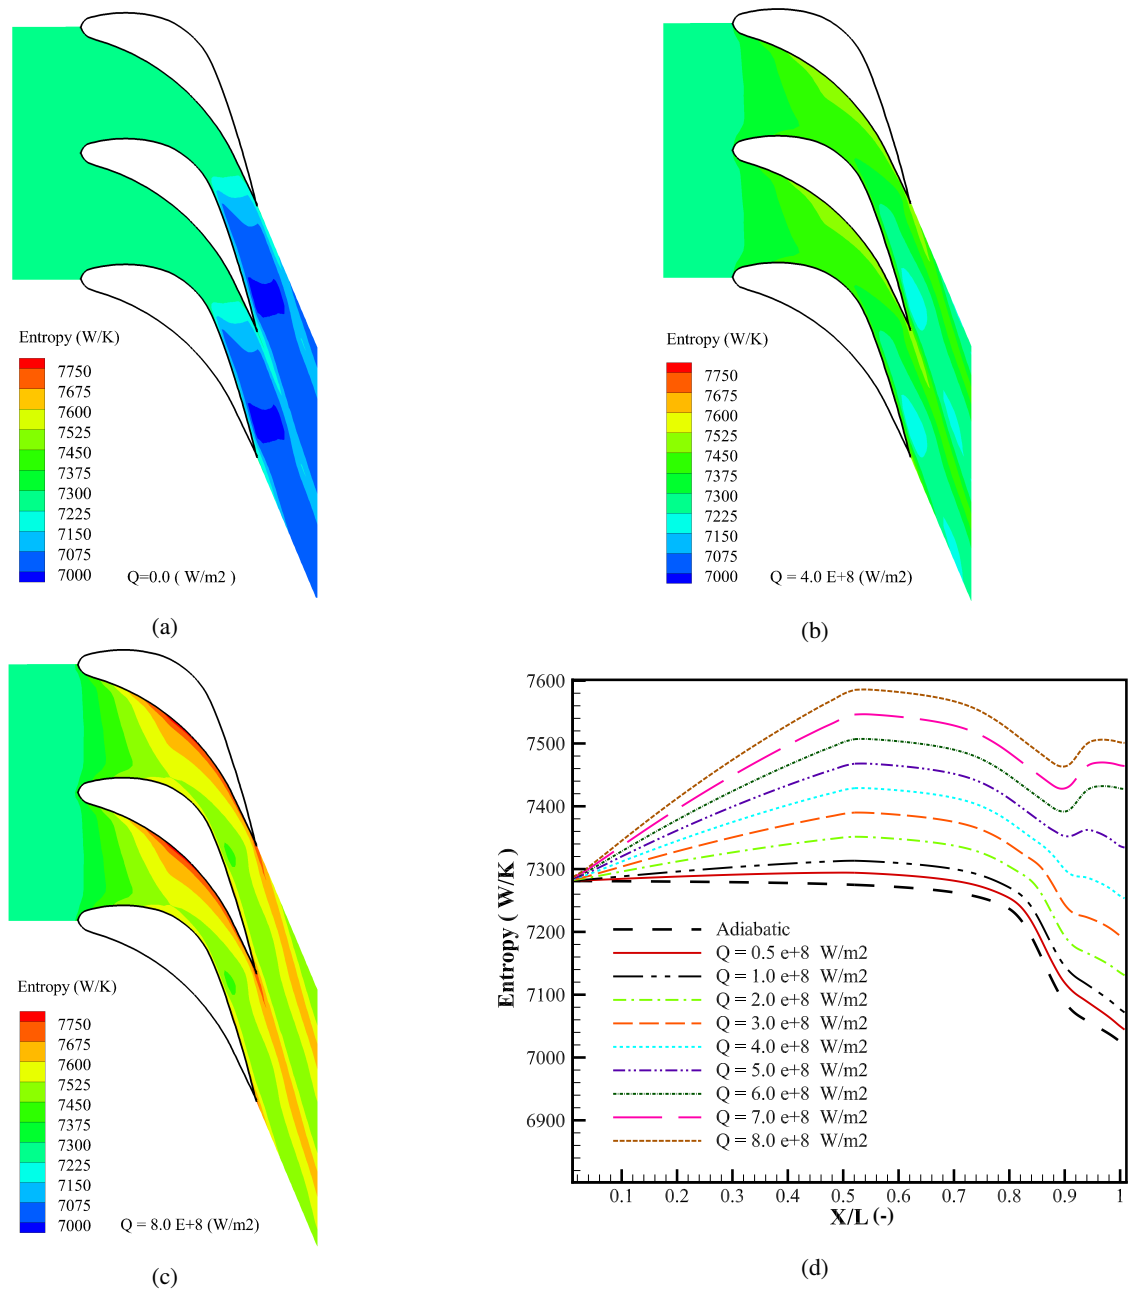 Entropy (W/K)
7750
7675
7600
7525
7450
7375
7300
7225
7150
7075
7000
Q=0.0 ( W/m2 )
(a)
Entropy (W/K)
7750
7675
7600
7525
7450
7375
7300
7225
7150
7075
7000
Q = 4.0 E+8 (W/m2)
(b)
Entropy (W/K)
7750
7675
7600
7525
7450
7375
7300
7225
7150
7075
7000
Q = 8.0 E+8 (W/m2)
(c)
Entropy ( W/K )
7600
7500
7400
7300
7200
7100
7000
6900
Adiabatic
Q = 0.5 e+8 W/m2
Q = 1.0 e+8 W/m2
Q = 2.0 e+8 W/m2
Q = 3.0 e+8 W/m2
Q = 4.0 e+8 W/m2
Q = 5.0 e+8 W/m2
Q = 6.0 e+8 W/m2
Q = 7.0 e+8 W/m2
Q = 8.0 e+8 W/m2
0.1 0.2 0.3 0.4 0.5 0.6 0.7 0.8 0.9 1
X/L (-)
(d)